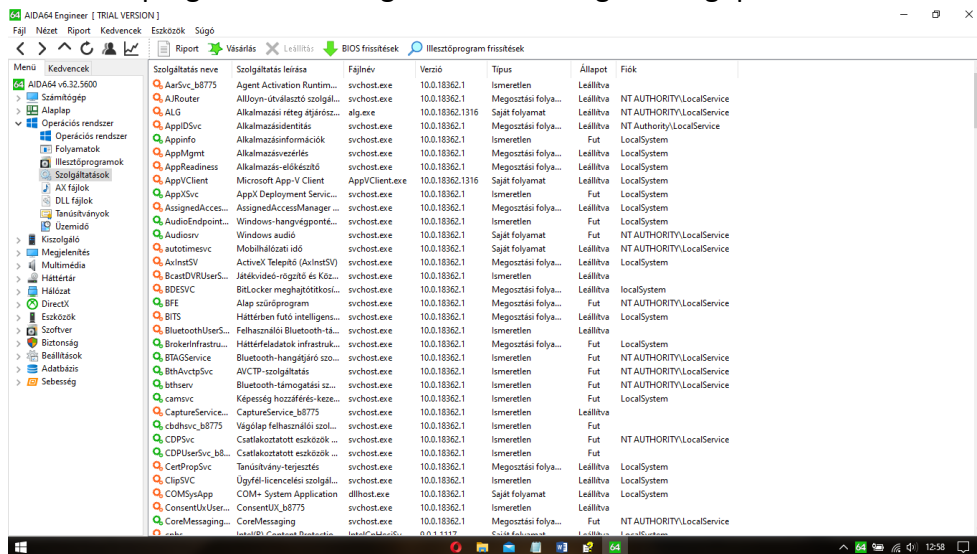 AIDA64 Engineer [ TRIAL VERSION ]
Fájl Nézet Riport Kedvencek Eszközök Súgó
Riport Vásárlás Leállítás BIOS frissítések Illesztőprogram frissítések
Menü Kedvencek
AIDA64 v6.32.5600
Számítógép
Alaplap
Operációs rendszer
Operációs rendszer
Folyamatok
Illesztőprogramok
Szolgáltatások
AX fájlok
DLL fájlok
Tanúsítványok
Üzemidő
Kiszolgáló
Megjelenítés
Multimédia
Háttértár
Hálózat
DirectX
Eszközök
Szoftver
Biztonság
Beállítások
Adatbázis
Sebesség
Szolgáltatás neve Szolgáltatás leírása Fájlnév Verzió Típus Állapot Fiók
AarSvc_b8775 Agent Activation Runtim... svchost.exe 10.0.18362.1 Ismeretlen Leállítva
AJRouter AllJoyn-útválasztó szolgál... svchost.exe 10.0.18362.1 Megosztási folya... Leállítva NT AUTHORITY\LocalService
ALG Alkalmazási réteg átjárósz... alg.exe 10.0.18362.1316 Saját folyamat Leállítva NT AUTHORITY\LocalService
AppIDSvc Alkalmazásidentitás svchost.exe 10.0.18362.1 Megosztási folya... Leállítva NT Authority\LocalService
Appinfo Alkalmazásinformációk svchost.exe 10.0.18362.1 Ismeretlen Fut LocalSystem
AppMgmt Alkalmazásvezérlés svchost.exe 10.0.18362.1 Megosztási folya... Leállítva LocalSystem
AppReadiness Alkalmazás-előkészítő svchost.exe 10.0.18362.1 Megosztási folya... Leállítva LocalSystem
AppVClient Microsoft App-V Client AppVClient.exe 10.0.18362.1316 Saját folyamat Leállítva LocalSystem
AppXSvc AppX Deployment Servic... svchost.exe 10.0.18362.1 Ismeretlen Fut LocalSystem
AssignedAcces... AssignedAccessManager ... svchost.exe 10.0.18362.1 Megosztási folya... Leállítva LocalSystem
AudioEndpoint... Windows-hangvégponté... svchost.exe 10.0.18362.1 Ismeretlen Fut LocalSystem
Audiosrv Windows audió svchost.exe 10.0.18362.1 Saját folyamat Fut NT AUTHORITY\LocalService
autotimesvc Mobilhálózati idő svchost.exe 10.0.18362.1 Saját folyamat Leállítva NT AUTHORITY\LocalService
AxInstSV ActiveX Telepítő (AxInstSV) svchost.exe 10.0.18362.1 Megosztási folya... Leállítva LocalSystem
BcastDVRUserS... Játékvideó-rögzítő és Köz... svchost.exe 10.0.18362.1 Ismeretlen Leállítva
BDESVC BitLocker meghajtótitkosí... svchost.exe 10.0.18362.1 Megosztási folya... Leállítva localSystem
BFE Alap szűrőprogram svchost.exe 10.0.18362.1 Megosztási folya... Fut NT AUTHORITY\LocalService
BITS Háttérben futó intelligens... svchost.exe 10.0.18362.1 Megosztási folya... Leállítva LocalSystem
BluetoothUserS... Felhasználói Bluetooth-tá... svchost.exe 10.0.18362.1 Ismeretlen Leállítva
BrokerInfrastru... Háttérfeladatok infrastruk... svchost.exe 10.0.18362.1 Megosztási folya... Fut LocalSystem
BTAGService Bluetooth-hangátjáró szo... svchost.exe 10.0.18362.1 Ismeretlen Fut NT AUTHORITY\LocalService
BthAvctpSvc AVCTP-szolgáltatás svchost.exe 10.0.18362.1 Ismeretlen Fut NT AUTHORITY\LocalService
bthserv Bluetooth-támogatási sz... svchost.exe 10.0.18362.1 Ismeretlen Fut NT AUTHORITY\LocalService
camsvc Képesség hozzáférés-keze... svchost.exe 10.0.18362.1 Ismeretlen Fut LocalSystem
CaptureService... CaptureService_b8775 svchost.exe 10.0.18362.1 Ismeretlen Leállítva
cbdhsvc_b8775 Vágólap felhasználói szol... svchost.exe 10.0.18362.1 Ismeretlen Fut
CDPSvc Csatlakoztatott eszközök ... svchost.exe 10.0.18362.1 Ismeretlen Fut NT AUTHORITY\LocalService
CDPUserSvc_b8... Csatlakoztatott eszközök ... svchost.exe 10.0.18362.1 Ismeretlen Fut
CertPropSvc Tanúsítvány-terjesztés svchost.exe 10.0.18362.1 Megosztási folya... Leállítva LocalSystem
ClipSVC Ügyfél-licencelési szolgál... svchost.exe 10.0.18362.1 Ismeretlen Leállítva LocalSystem
COMSysApp COM+ System Application dllhost.exe 10.0.18362.1 Saját folyamat Leállítva LocalSystem
ConsentUxUser... ConsentUX_b8775 svchost.exe 10.0.18362.1 Ismeretlen Leállítva
CoreMessaging... CoreMessaging svchost.exe 10.0.18362.1 Megosztási folya... Fut NT AUTHORITY\LocalService
12:58